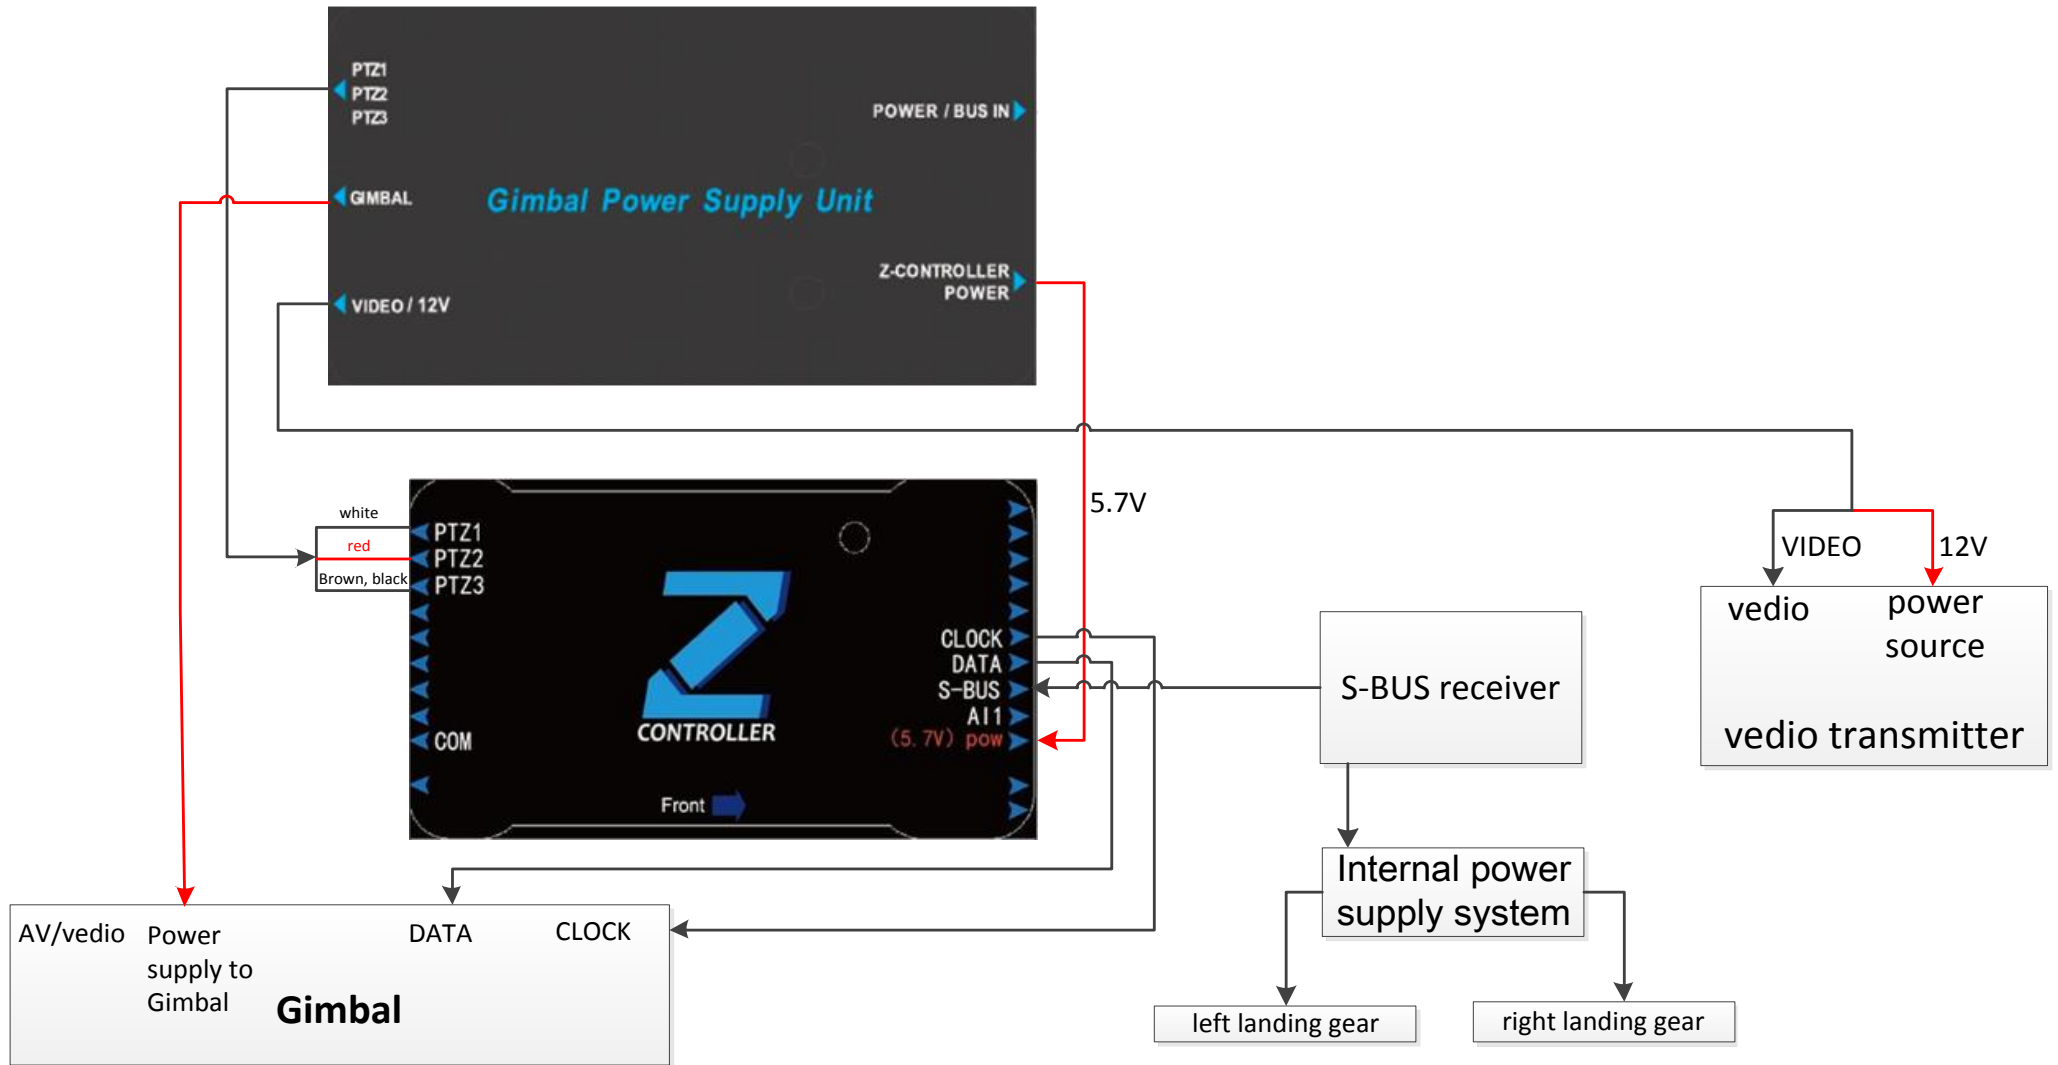 PTZ1
PTZ2
PTZ3
POWER / BUS IN
GIMBAL
Gimbal Power Supply Unit
Z-CONTROLLER
POWER
VIDEO / 12V
5.7V
white
red
Brown, black
PTZ1
PTZ2
PTZ3
COM
CONTROLLER
Front
CLOCK
DATA
S-BUS
AI1
(5.7V) pow
S-BUS receiver
VIDEO
12V
vedio
power
source
vedio transmitter
Internal power
supply system
left landing gear
right landing gear
AV/vedio
Power
supply to
Gimbal
DATA
CLOCK
Gimbal